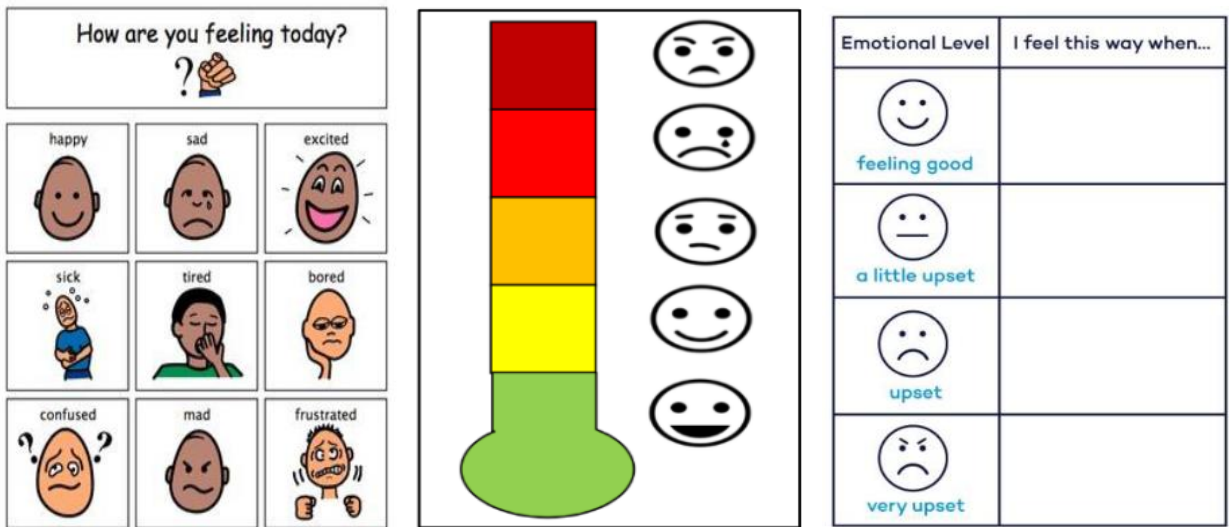 How are you feeling today?
?
happy sad excited
sick tired bored
confused mad frustrated
? ?
Emotional Level I feel this way when...
feeling good
a little upset
upset
very upset